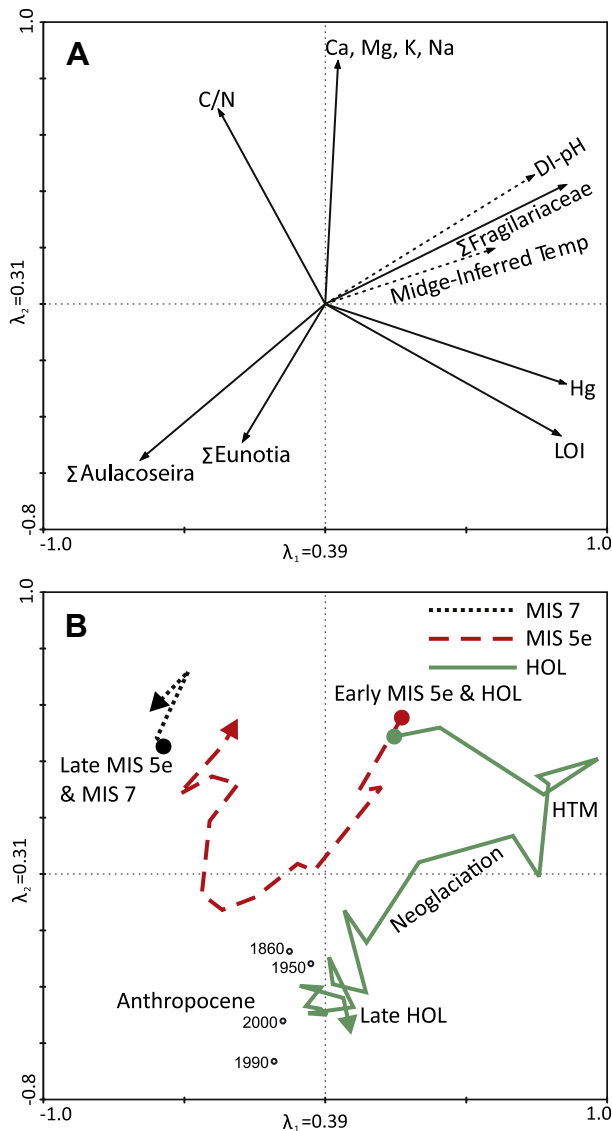 1.0
A
Ca, Mg, K, Na
C/N
DI-pH
ΣFragilariaceae
Midge-Inferred Temp
λ₂=0.31
Hg
LOI
ΣEunotia
ΣAulacoseira
-0.8
-1.0
λ₁=0.39
1.0
1.0
B
MIS 7
MIS 5e
HOL
Early MIS 5e & HOL
Late MIS 5e
& MIS 7
HTM
λ₂=0.31
Neoglaciation
1860
1950
Anthropocene
2000
Late HOL
1990
-0.8
-1.0
λ₁=0.39
1.0